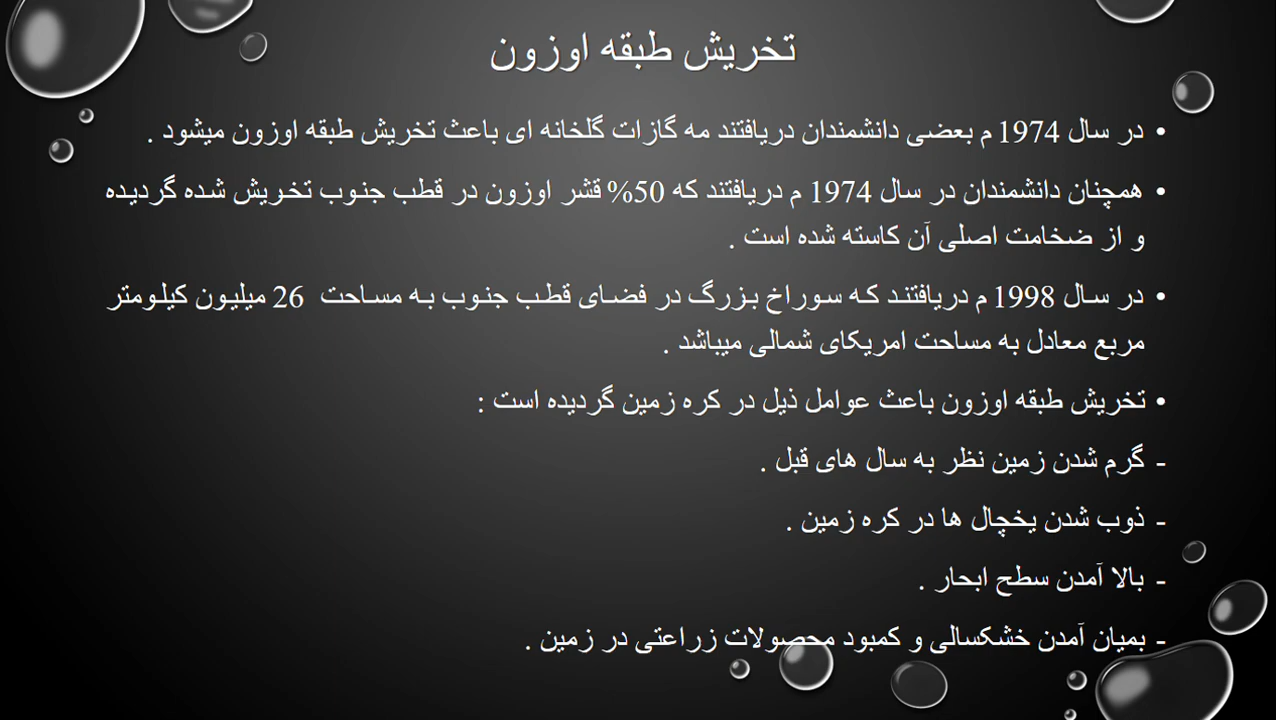 تخریش طبقه اوزون
• در سال 1974 م بعضی دانشمندان دریافتند مه گازات گلخانه ای باعث تخریش طبقه اوزون میشود .
• همچنان دانشمندان در سال 1974 م دریافتند که 50% قشر اوزون در قطب جنوب تخریش شده گردیده
و از ضخامت اصلی آن کاسته شده است .
• در سال 1998 م دریافتند که سوراخ بزرگ در فضای قطب جنوب به مساحت 26 میلیون کیلومتر
مربع معادل به مساحت امریکای شمالی میباشد .
• تخریش طبقه اوزون باعث عوامل ذیل در کره زمین گردیده است :
- گرم شدن زمین نظر به سال های قبل .
- ذوب شدن یخچال ها در کره زمین .
- بالا آمدن سطح ابحار .
- بمیان آمدن خشکسالی و کمبود محصولات زراعتی در زمین .